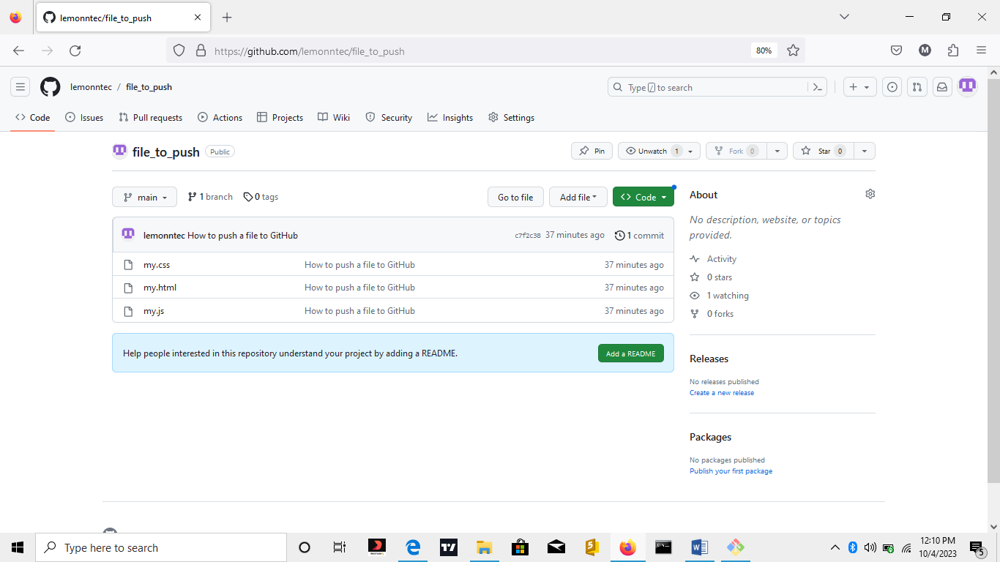 lemonntec/file_to_push
https://github.com/lemonntec/file_to_push
80%
M
lemonntec / file_to_push
Type / to search
Code
Issues
Pull requests
Actions
Projects
Wiki
Security
Insights
Settings
file_to_push Public
Pin
Unwatch 1
Fork 0
Star 0
main
1 branch
0 tags
Go to file
Add file
Code
lemonntec How to push a file to GitHub c7f2c38 37 minutes ago 1 commit
my.css How to push a file to GitHub 37 minutes ago
my.html How to push a file to GitHub 37 minutes ago
my.js How to push a file to GitHub 37 minutes ago
Help people interested in this repository understand your project by adding a README.
Add a README
About
No description, website, or topics
provided.
Activity
0 stars
1 watching
0 forks
Releases
No releases published
Create a new release
Packages
No packages published
Publish your first package
Type here to search
12:10 PM
10/4/2023
5